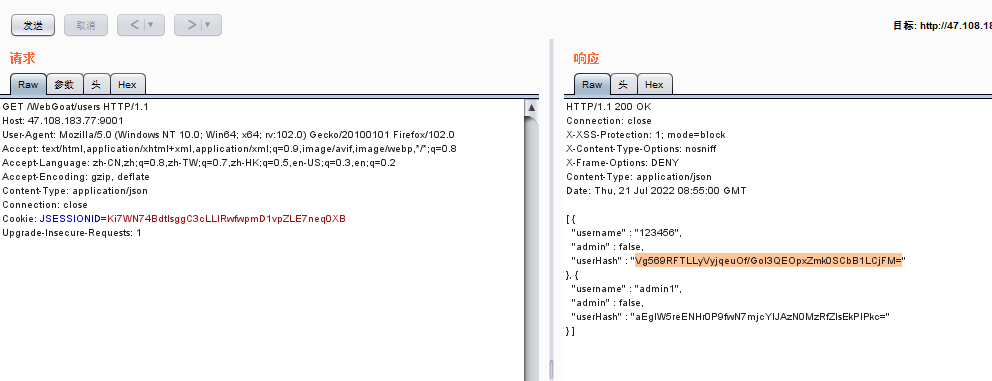 发送 取消 < > 目标: http://47.108.18
请求
Raw 参数 头 Hex
GET /WebGoat/users HTTP/1.1
Host: 47.108.183.77:9001
User-Agent: Mozilla/5.0 (Windows NT 10.0; Win64; x64; rv:102.0) Gecko/20100101 Firefox/102.0
Accept: text/html,application/xhtml+xml,application/xml;q=0.9,image/avif,image/webp,*/*;q=0.8
Accept-Language: zh-CN,zh;q=0.8,zh-TW;q=0.7,zh-HK;q=0.5,en-US;q=0.3,en;q=0.2
Accept-Encoding: gzip, deflate
Content-Type: application/json
Connection: close
Cookie: JSESSIONID=Ki7WN74BdtIsggC3cLLIRwfwpmD1vpZLE7neq0XB
Upgrade-Insecure-Requests: 1
响应
Raw 头 Hex
HTTP/1.1 200 OK
Connection: close
X-XSS-Protection: 1; mode=block
X-Content-Type-Options: nosniff
X-Frame-Options: DENY
Content-Type: application/json
Date: Thu, 21 Jul 2022 08:55:00 GMT
[ {
"username" : "123456",
"admin" : false,
"userHash" : "Vg569RFTLLyVyjqeuOf/GoI3QEOpxZmk0SCbB1LCjFM="
}, {
"username" : "admin1",
"admin" : false,
"userHash" : "aEgIW5reENHr0P9fwN7mjcYIJAzN0MzRfZIsEkPIPkc="
} ]